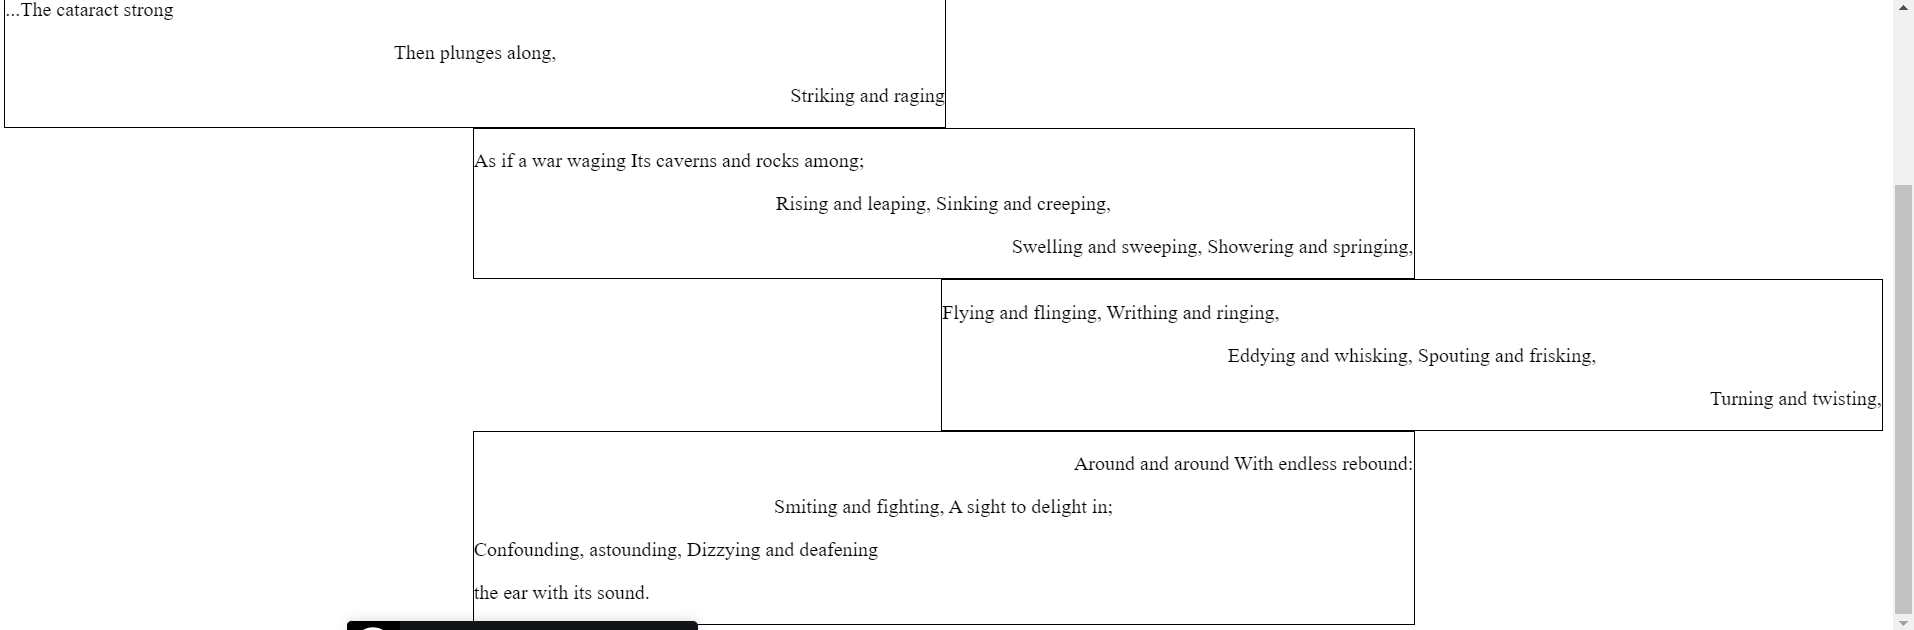 ...The cataract strong
Then plunges along,
Striking and raging
As if a war waging Its caverns and rocks among;
Rising and leaping, Sinking and creeping,
Swelling and sweeping, Showering and springing,
Flying and flinging, Writhing and ringing,
Eddying and whisking, Spouting and frisking,
Turning and twisting,
Around and around With endless rebound:
Smiting and fighting, A sight to delight in;
Confounding, astounding, Dizzying and deafening
the ear with its sound.